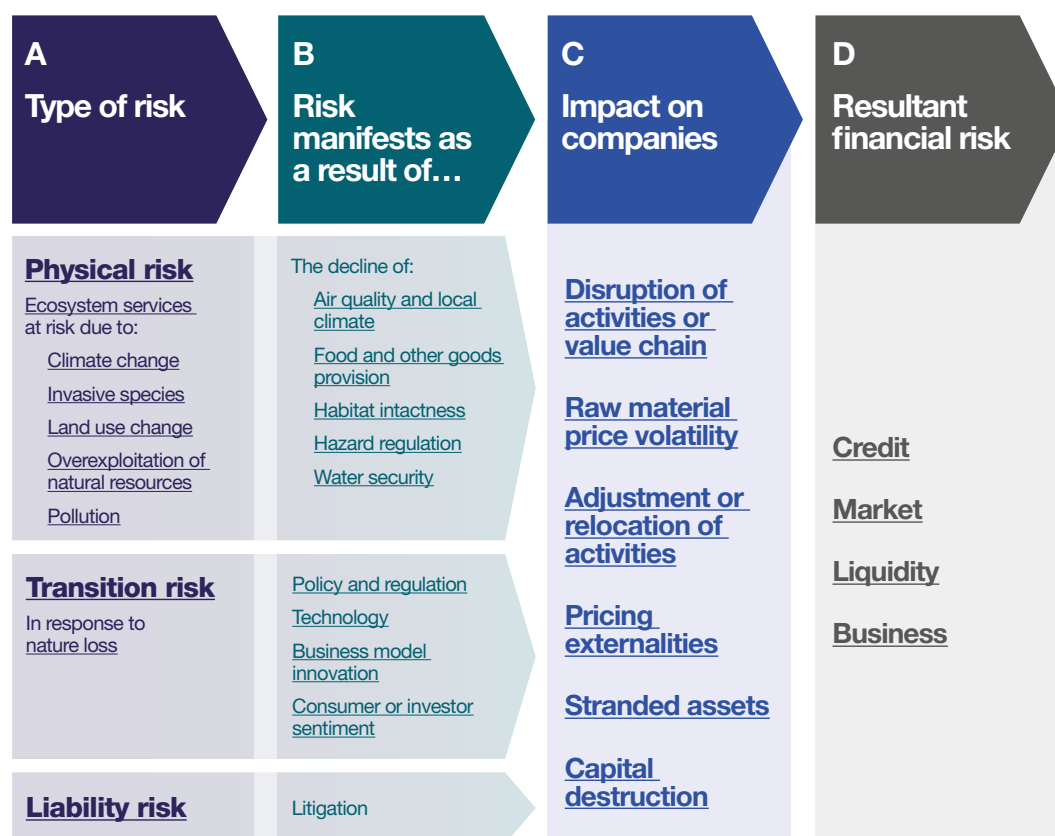 A
Type of risk
B
Risk
manifests as
a result of…
C
Impact on
companies
D
Resultant
financial risk
Physical risk
Ecosystem services
at risk due to:
Climate change
Invasive species
Land use change
Overexploitation of
natural resources
Pollution
The decline of:
Air quality and local
climate
Food and other goods
provision
Habitat intactness
Hazard regulation
Water security
Transition risk
In response to
nature loss
Policy and regulation
Technology
Business model
innovation
Consumer or investor
sentiment
Liability risk
Litigation
Disruption of
activities or
value chain
Raw material
price volatility
Adjustment or
relocation of
activities
Pricing
externalities
Stranded assets
Capital
destruction
Credit
Market
Liquidity
Business